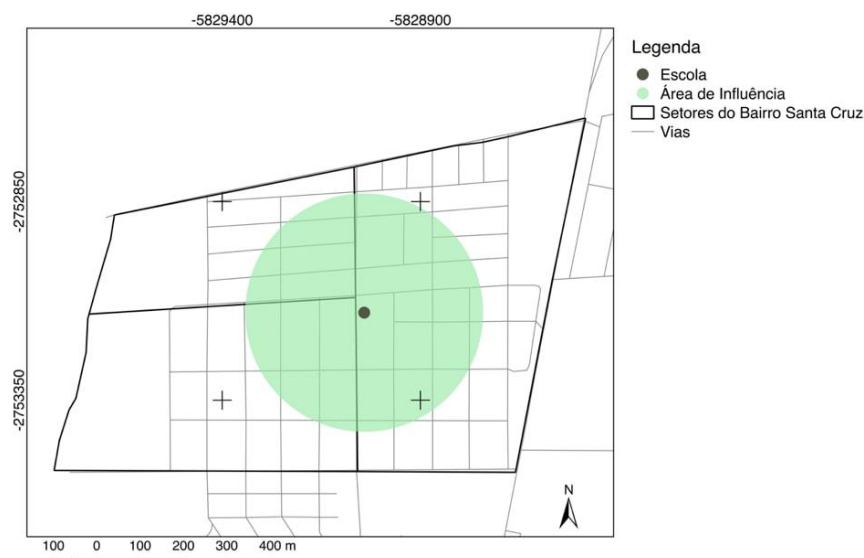 -5829400 -5828900
-2752850
-2753350
Legenda
Escola
Área de Influência
Setores do Bairro Santa Cruz
Vias
N
100 0 100 200 300 400 m